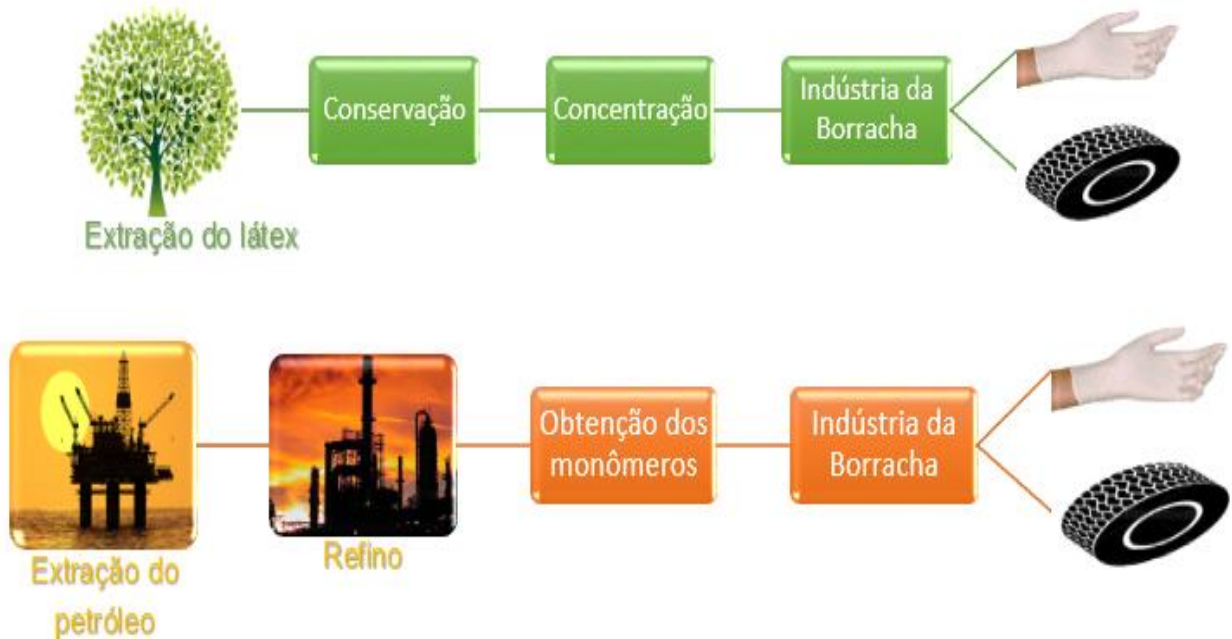 Conservação
Concentração
Indústria da
Borracha
Extração do látex
Obtenção dos
monômeros
Indústria da
Borracha
Refino
Extração do
petróleo